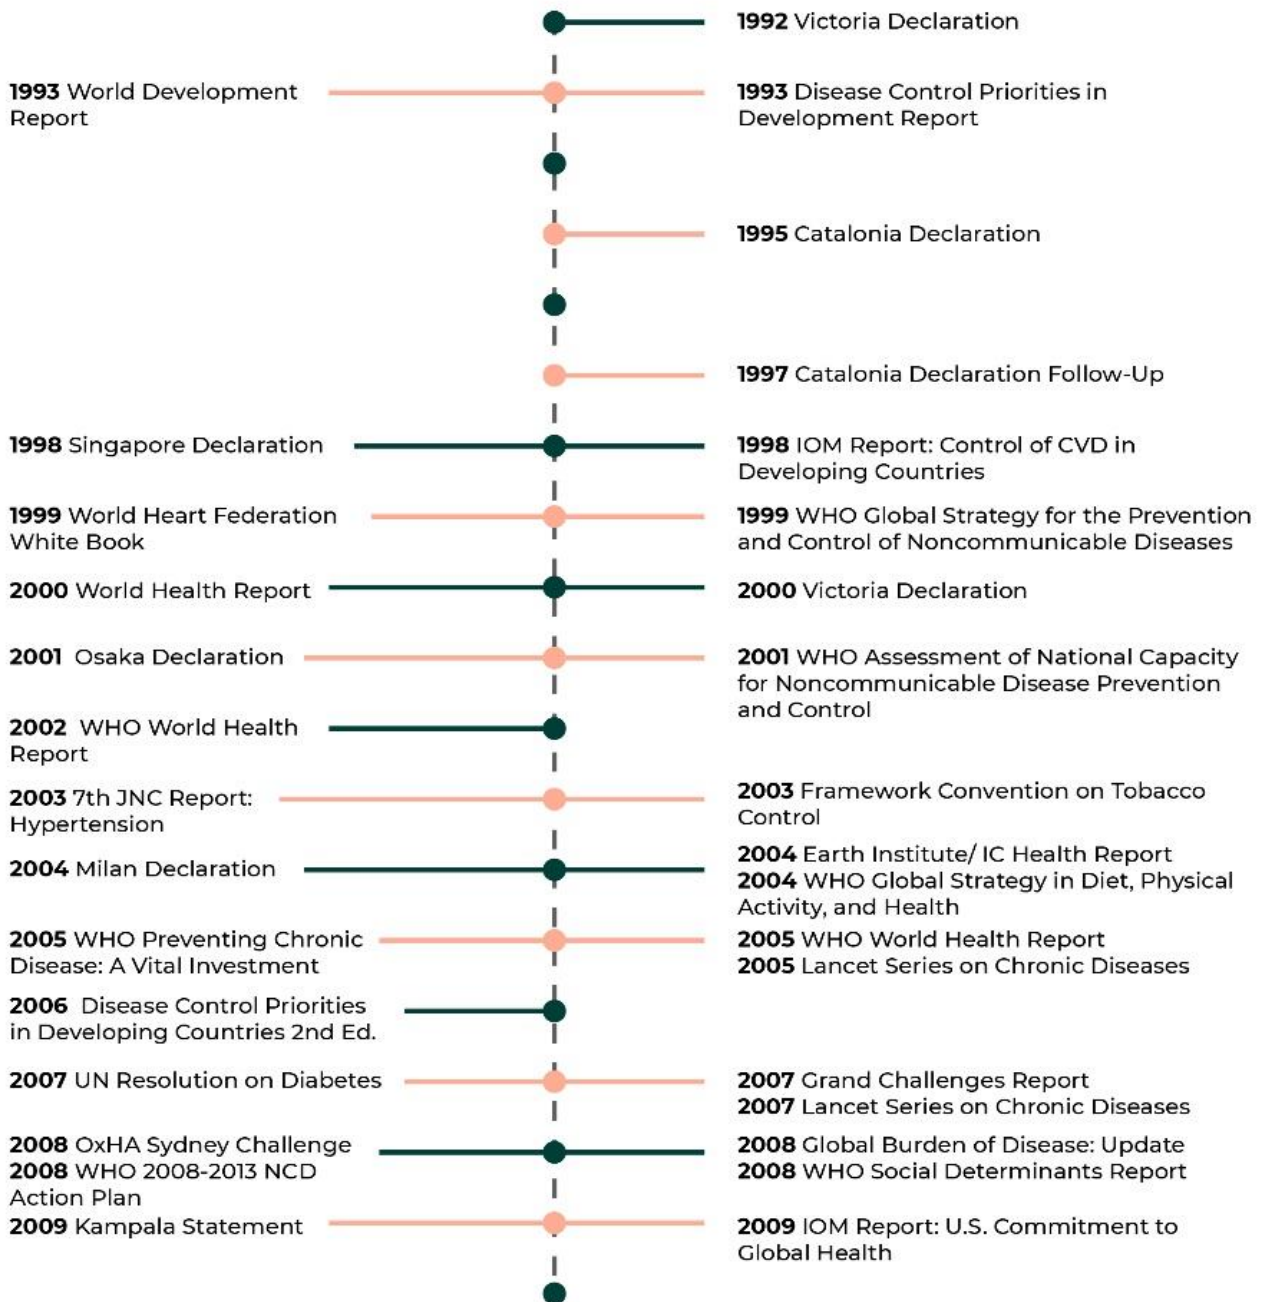 1992 Victoria Declaration
1993 World Development
Report
1993 Disease Control Priorities in
Development Report
1995 Catalonia Declaration
1997 Catalonia Declaration Follow-Up
1998 Singapore Declaration
1998 IOM Report: Control of CVD in
Developing Countries
1999 World Heart Federation
White Book
1999 WHO Global Strategy for the Prevention
and Control of Noncommunicable Diseases
2000 World Health Report
2000 Victoria Declaration
2001 Osaka Declaration
2001 WHO Assessment of National Capacity
for Noncommunicable Disease Prevention
and Control
2002 WHO World Health
Report
2003 7th JNC Report:
Hypertension
2003 Framework Convention on Tobacco
Control
2004 Milan Declaration
2004 Earth Institute/ IC Health Report
2004 WHO Global Strategy in Diet, Physical
Activity, and Health
2005 WHO Preventing Chronic
Disease: A Vital Investment
2005 WHO World Health Report
2005 Lancet Series on Chronic Diseases
2006 Disease Control Priorities
in Developing Countries 2nd Ed.
2007 UN Resolution on Diabetes
2007 Grand Challenges Report
2007 Lancet Series on Chronic Diseases
2008 OxHA Sydney Challenge
2008 WHO 2008-2013 NCD
Action Plan
2008 Global Burden of Disease: Update
2008 WHO Social Determinants Report
2009 Kampala Statement
2009 IOM Report: U.S. Commitment to
Global Health